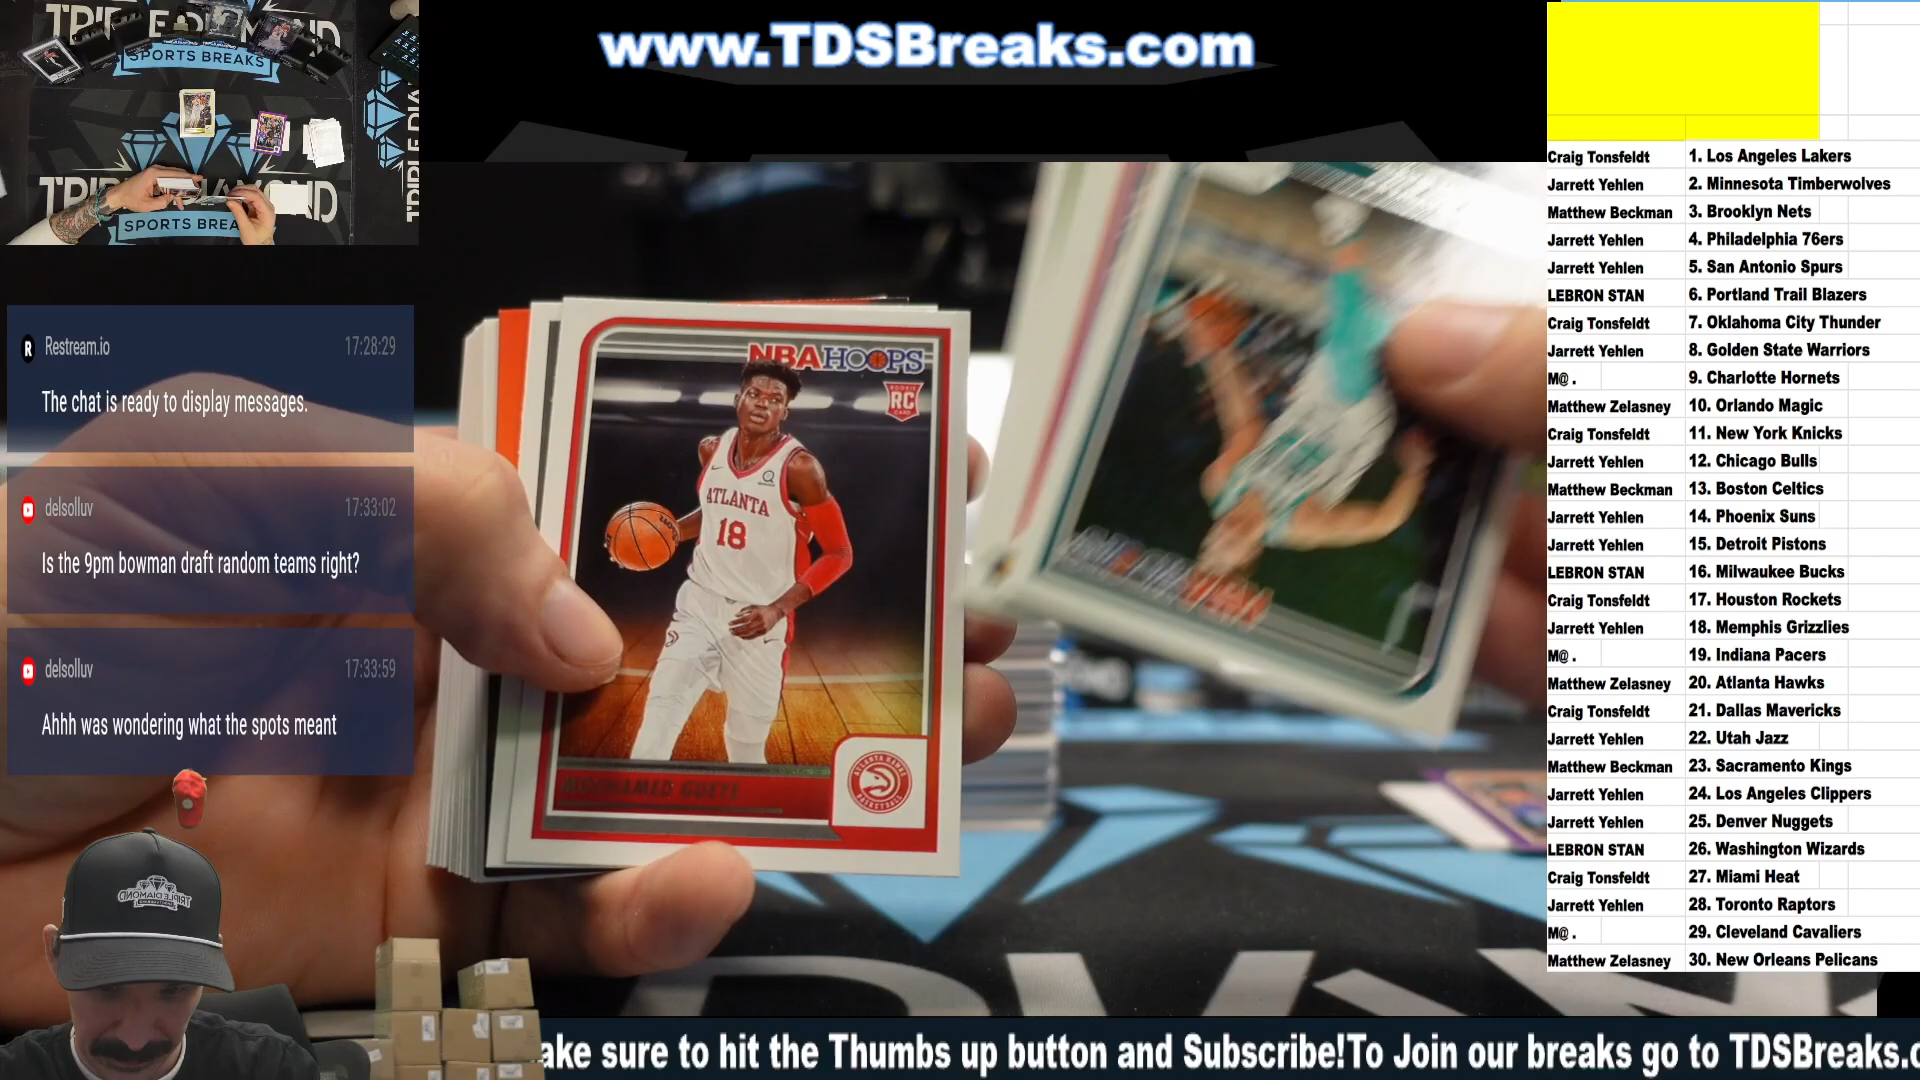 www.TDSBreaks.com
SPORTS BREAKS
TRIPLE DIAMOND
SPORTS BREA
Restream.io 17:28:29
The chat is ready to display messages.
delsolluv 17:33:02
Is the 9pm bowman draft random teams right?
delsolluv 17:33:59
Ahhh was wondering what the spots meant
NBA HOOPS
ROOKIE
RC
CARD
ATLANTA
18
MOUHAMED GUEYE
ATLANTA HAWKS
BASKETBALL
TRIPLE DIAMOND
Craig Tonsfeldt 1. Los Angeles Lakers
Jarrett Yehlen 2. Minnesota Timberwolves
Matthew Beckman 3. Brooklyn Nets
Jarrett Yehlen 4. Philadelphia 76ers
Jarrett Yehlen 5. San Antonio Spurs
LEBRON STAN 6. Portland Trail Blazers
Craig Tonsfeldt 7. Oklahoma City Thunder
Jarrett Yehlen 8. Golden State Warriors
M@ . 9. Charlotte Hornets
Matthew Zelasney 10. Orlando Magic
Craig Tonsfeldt 11. New York Knicks
Jarrett Yehlen 12. Chicago Bulls
Matthew Beckman 13. Boston Celtics
Jarrett Yehlen 14. Phoenix Suns
Jarrett Yehlen 15. Detroit Pistons
LEBRON STAN 16. Milwaukee Bucks
Craig Tonsfeldt 17. Houston Rockets
Jarrett Yehlen 18. Memphis Grizzlies
M@ . 19. Indiana Pacers
Matthew Zelasney 20. Atlanta Hawks
Craig Tonsfeldt 21. Dallas Mavericks
Jarrett Yehlen 22. Utah Jazz
Matthew Beckman 23. Sacramento Kings
Jarrett Yehlen 24. Los Angeles Clippers
Jarrett Yehlen 25. Denver Nuggets
LEBRON STAN 26. Washington Wizards
Craig Tonsfeldt 27. Miami Heat
Jarrett Yehlen 28. Toronto Raptors
M@ . 29. Cleveland Cavaliers
Matthew Zelasney 30. New Orleans Pelicans
ake sure to hit the Thumbs up button and Subscribe!To Join our breaks go to TDSBreaks.c